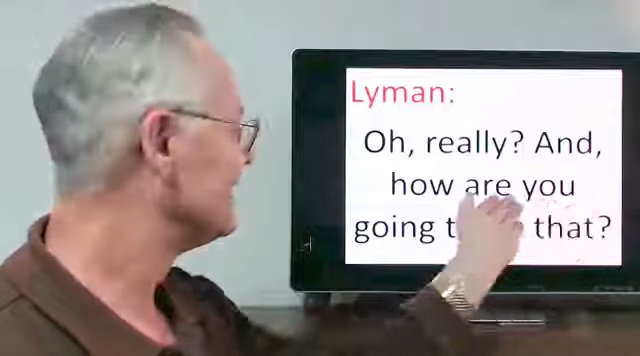 Lyman:
Oh, really? And,
how are you
going t that?